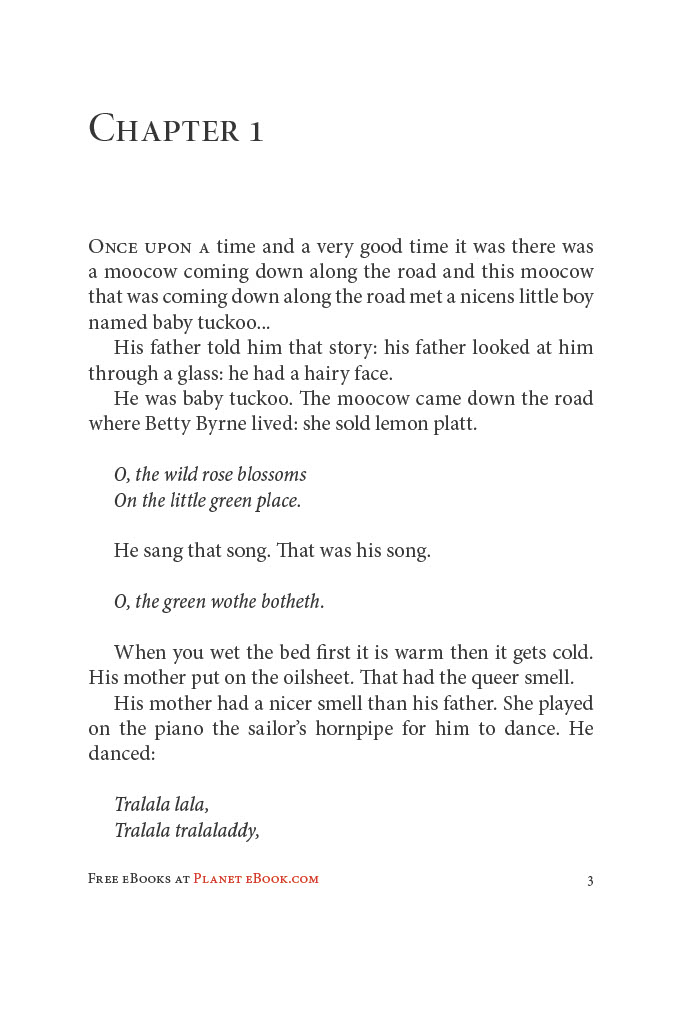 Chapter 1
Once upon a time and a very good time it was there was
a moocow coming down along the road and this moocow
that was coming down along the road met a nicens little boy
named baby tuckoo...
His father told him that story: his father looked at him
through a glass: he had a hairy face.
He was baby tuckoo. The moocow came down the road
where Betty Byrne lived: she sold lemon platt.
O, the wild rose blossoms
On the little green place.
He sang that song. That was his song.
O, the green wothe botheth.
When you wet the bed first it is warm then it gets cold.
His mother put on the oilsheet. That had the queer smell.
His mother had a nicer smell than his father. She played
on the piano the sailor’s hornpipe for him to dance. He
danced:
Tralala lala,
Tralala tralaladdy,
Free eBooks at Planet eBook.com 3